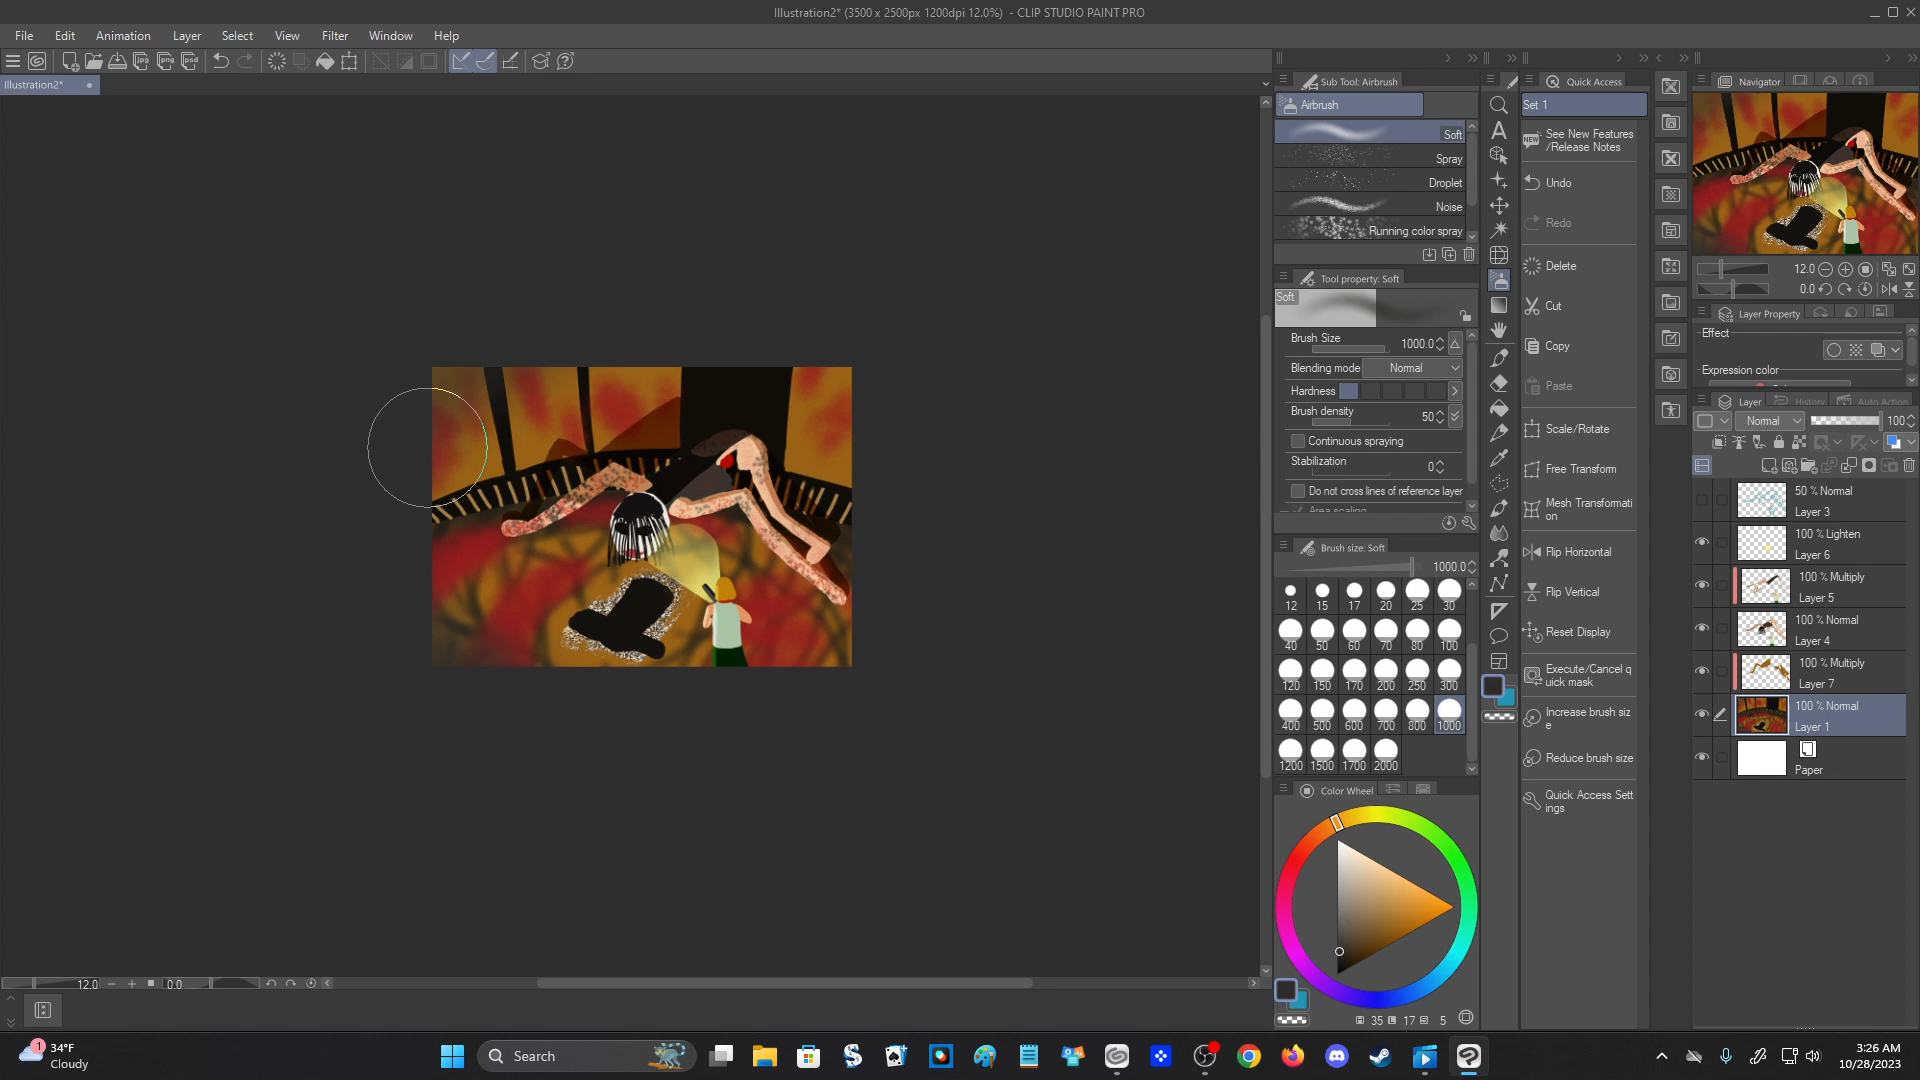 Illustration2* (3500 x 2500px 1200dpi 12.0%) - CLIP STUDIO PAINT PRO
File Edit Animation Layer Select View Filter Window Help
Illustration2*
Sub Tool: Airbrush
Airbrush
Soft
Spray
Droplet
Noise
Running color spray
Tool property: Soft
Soft
Brush Size 1000.0
Blending mode Normal
Hardness
Brush density 50
Continuous spraying
Stabilization 0
Do not cross lines of reference layer
Area scaling
Brush size: Soft
1000.0
12 15 17 20 25 30
40 50 60 70 80 100
120 150 170 200 250 300
400 500 600 700 800 1000
1200 1500 1700 2000
Color Wheel
H 35 L 17 S 5
Quick Access
Set 1
NEW
See New Features
/Release Notes
Undo
Redo
Delete
Cut
Copy
Paste
Scale/Rotate
Free Transform
Mesh Transformati
on
Flip Horizontal
Flip Vertical
Reset Display
Execute/Cancel q
uick mask
Increase brush siz
e
Reduce brush size
Quick Access Sett
ings
Navigator
12.0
0.0
Layer Property
Effect
Expression color
Layer History Auto Action
Normal 100
50 % Normal
Layer 3
100 % Lighten
Layer 6
100 % Multiply
Layer 5
100 % Normal
Layer 4
100 % Multiply
Layer 7
100 % Normal
Layer 1
Paper
12.0 0.0
1
34°F
Cloudy
Search
3:26 AM
10/28/2023